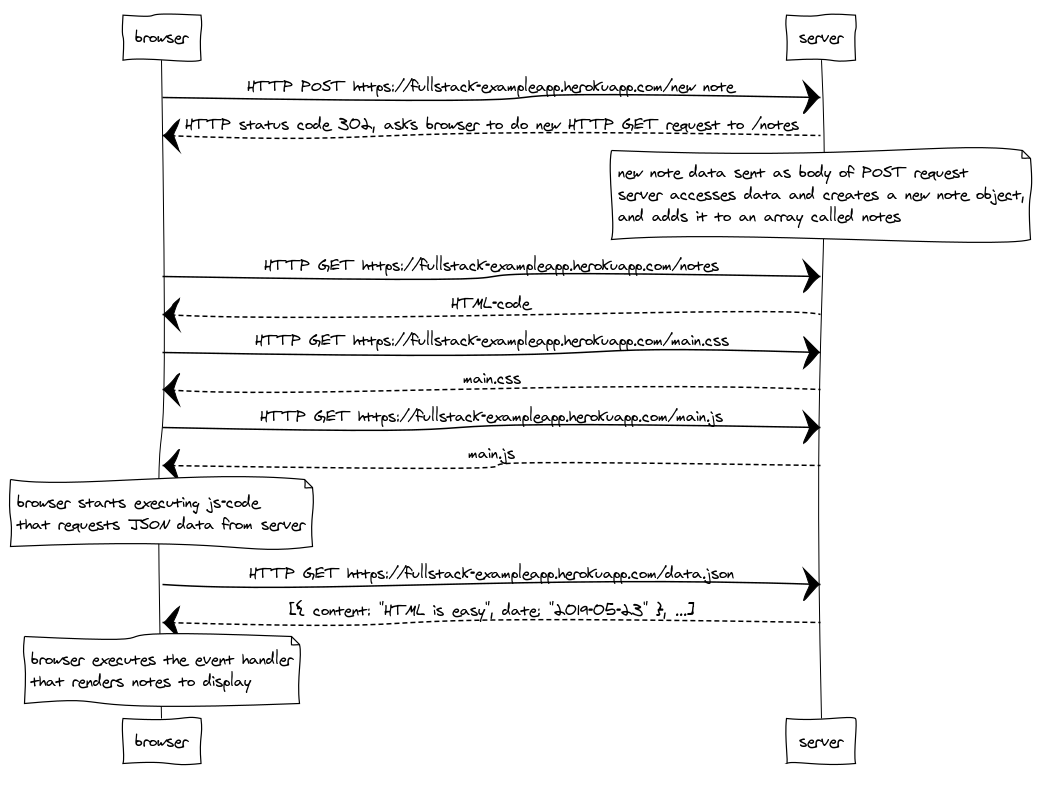 browser
server
HTTP POST https://fullstack-exampleapp.herokuapp.com/new note
HTTP status code 302, asks browser to do new HTTP GET request to /notes
new note data sent as body of POST request
server accesses data and creates a new note object,
and adds it to an array called notes
HTTP GET https://fullstack-exampleapp.herokuapp.com/notes
HTML-code
HTTP GET https://fullstack-exampleapp.herokuapp.com/main.css
main.css
HTTP GET https://fullstack-exampleapp.herokuapp.com/main.js
main.js
browser starts executing js-code
that requests JSON data from server
HTTP GET https://fullstack-exampleapp.herokuapp.com/data.json
[{ content: "HTML is easy", date: "2019-05-23" }, ...]
browser executes the event handler
that renders notes to display
browser
server